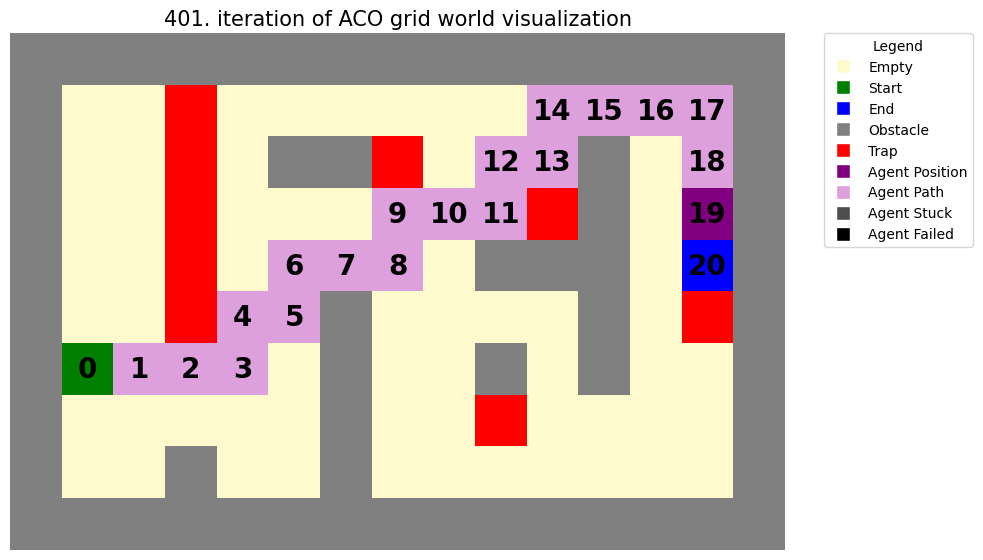 401. iteration of ACO grid world visualization
14 15 16 17
12 13 18
9 10 11 19
6 7 8 20
4 5
0 1 2 3
Legend
Empty
Start
End
Obstacle
Trap
Agent Position
Agent Path
Agent Stuck
Agent Failed